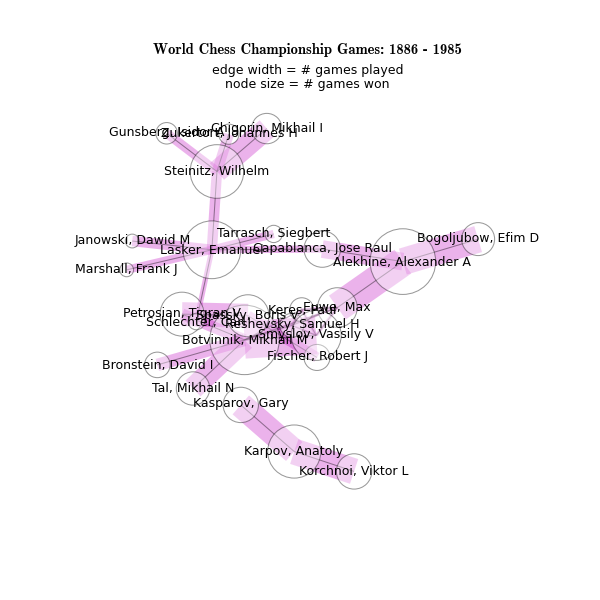 World Chess Championship Games: 1886 - 1985
edge width = # games played
node size = # games won
Chigorin, Mikhail I
Gunsberg, Isidor A
Zukertort, Johannes H
Steinitz, Wilhelm
Tarrasch, Siegbert
Bogoljubow, Efim D
Janowski, Dawid M
Capablanca, Jose Raul
Lasker, Emanuel
Alekhine, Alexander A
Marshall, Frank J
Euwe, Max
Keres, Paul
Petrosian, Tigran V
Spassky, Boris V
Schlechter, Carl
Reshevsky, Samuel H
Smyslov, Vassily V
Botvinnik, Mikhail M
Fischer, Robert J
Bronstein, David I
Tal, Mikhail N
Kasparov, Gary
Karpov, Anatoly
Korchnoi, Viktor L